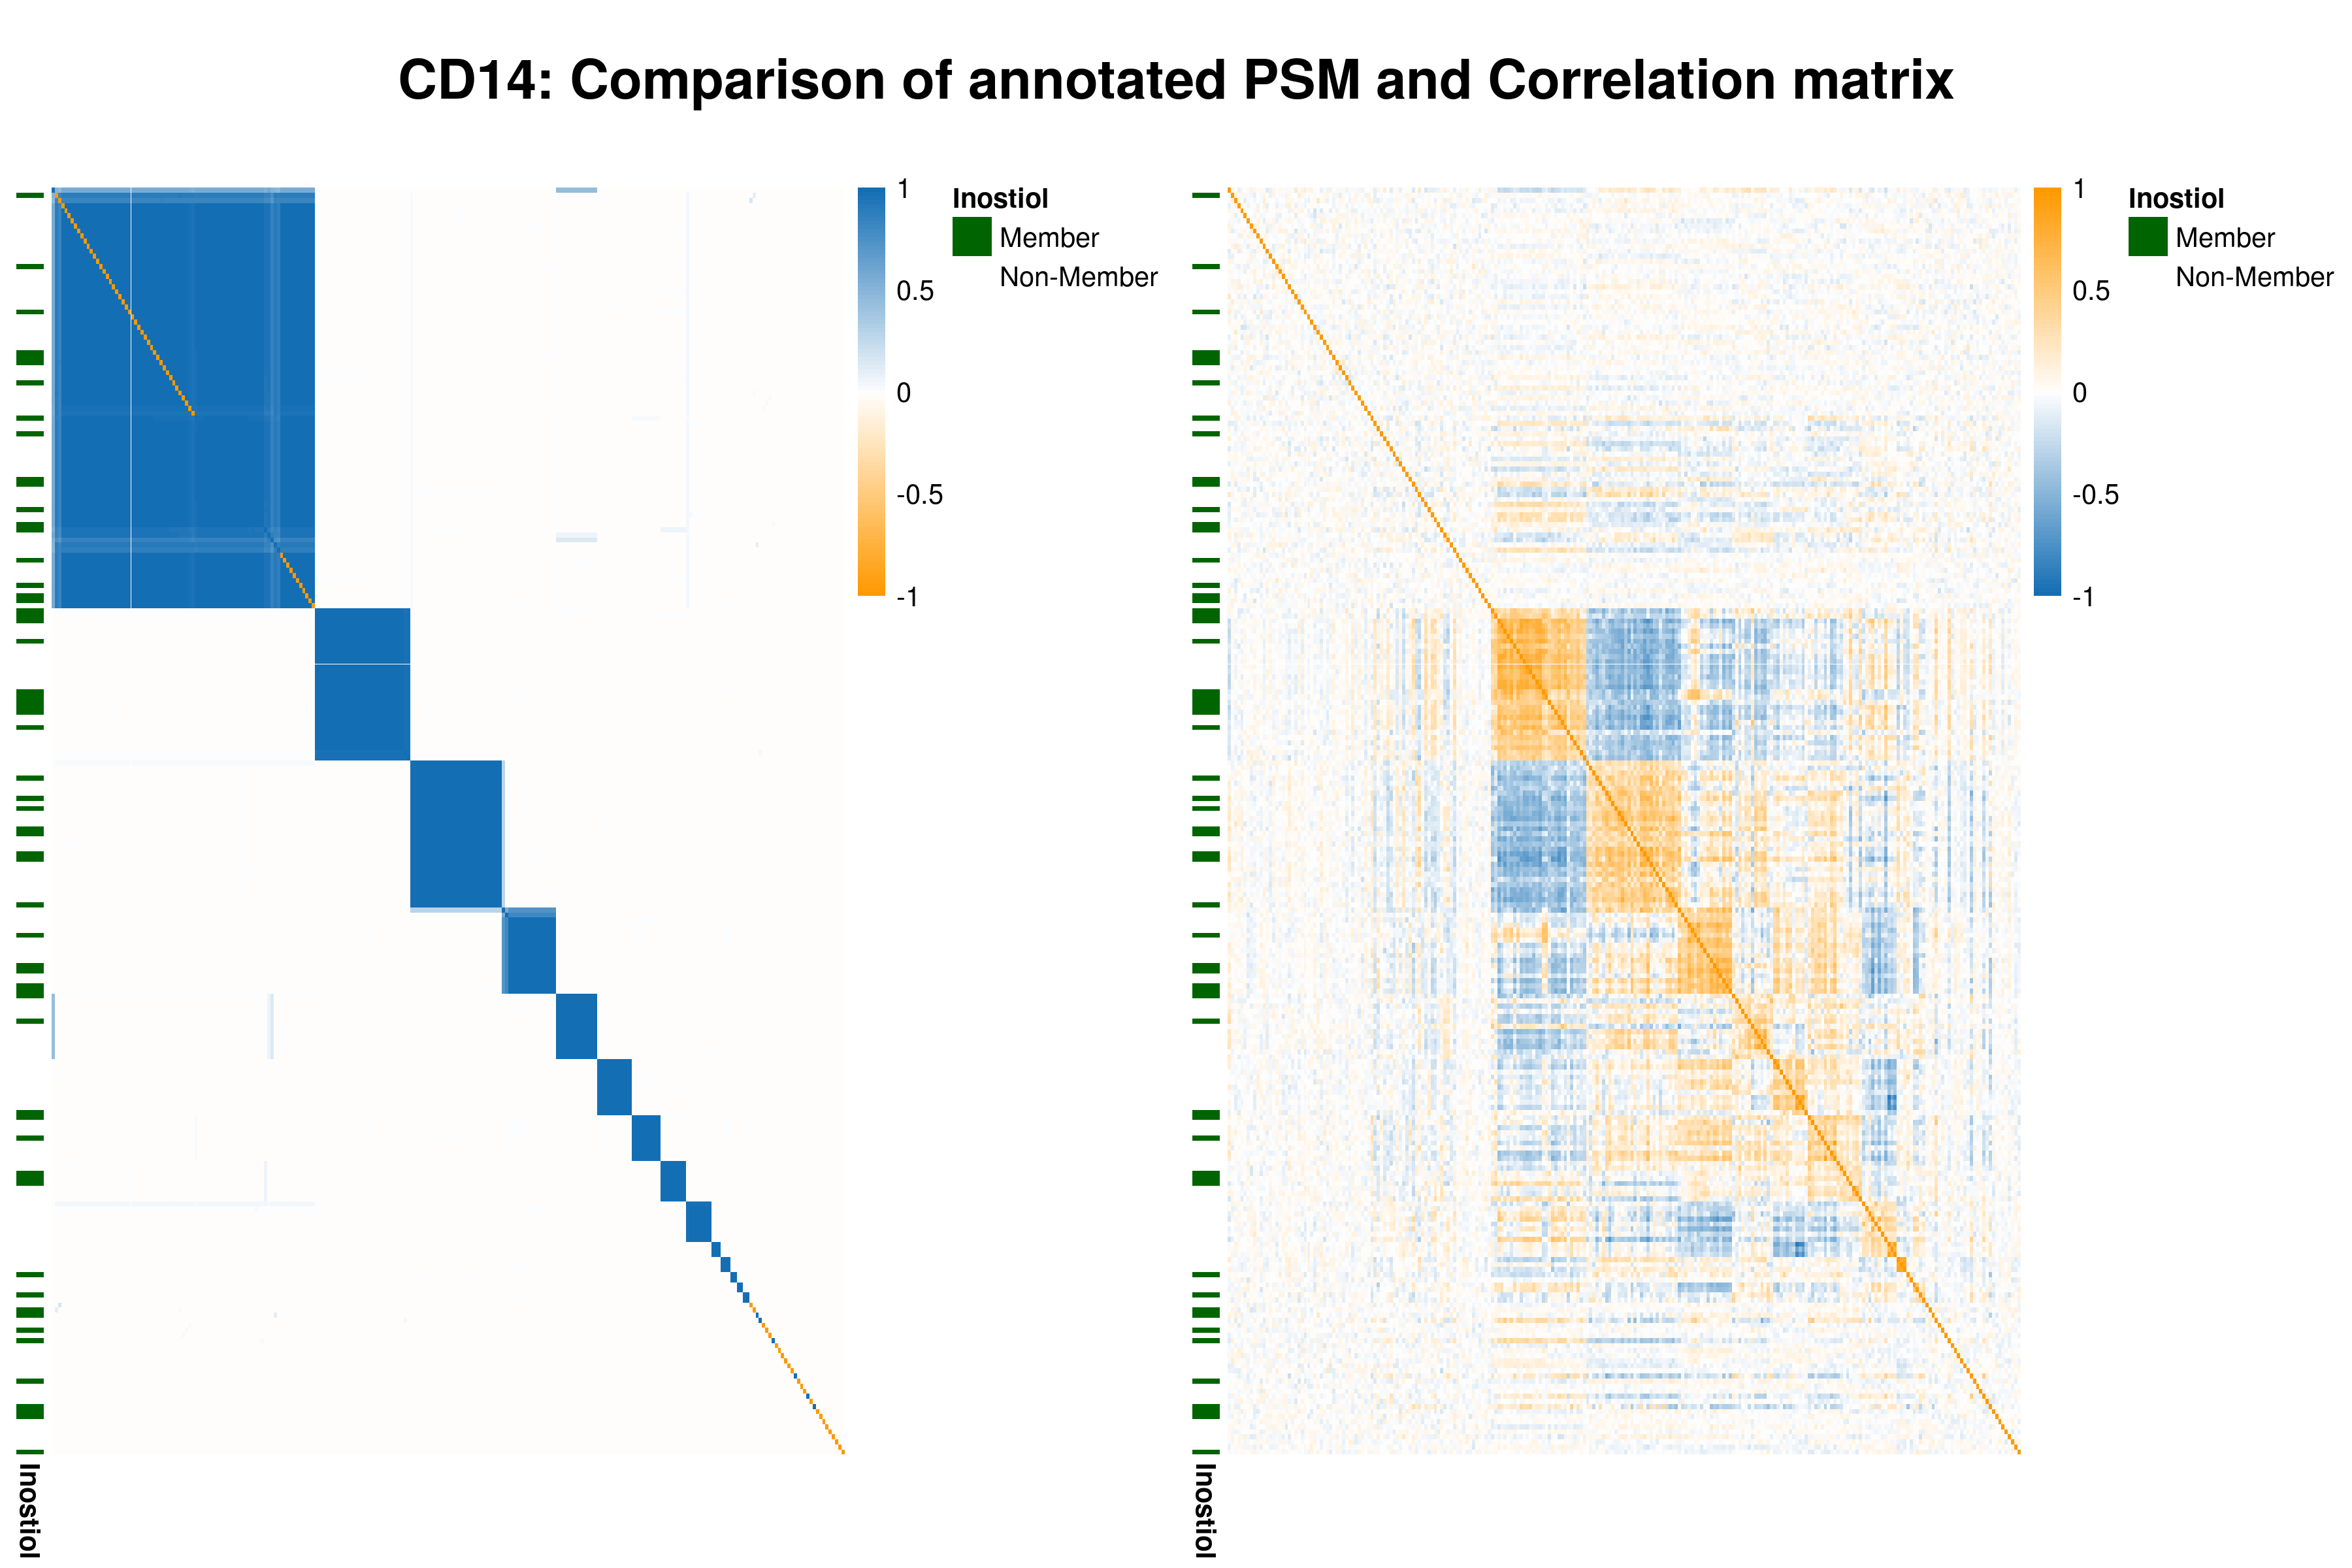 CD14: Comparison of annotated PSM and Correlation matrix
1
0.5
0
-0.5
-1
Inostiol
Member
Non-Member
Inostiol
1
0.5
0
-0.5
-1
Inostiol
Member
Non-Member
Inostiol